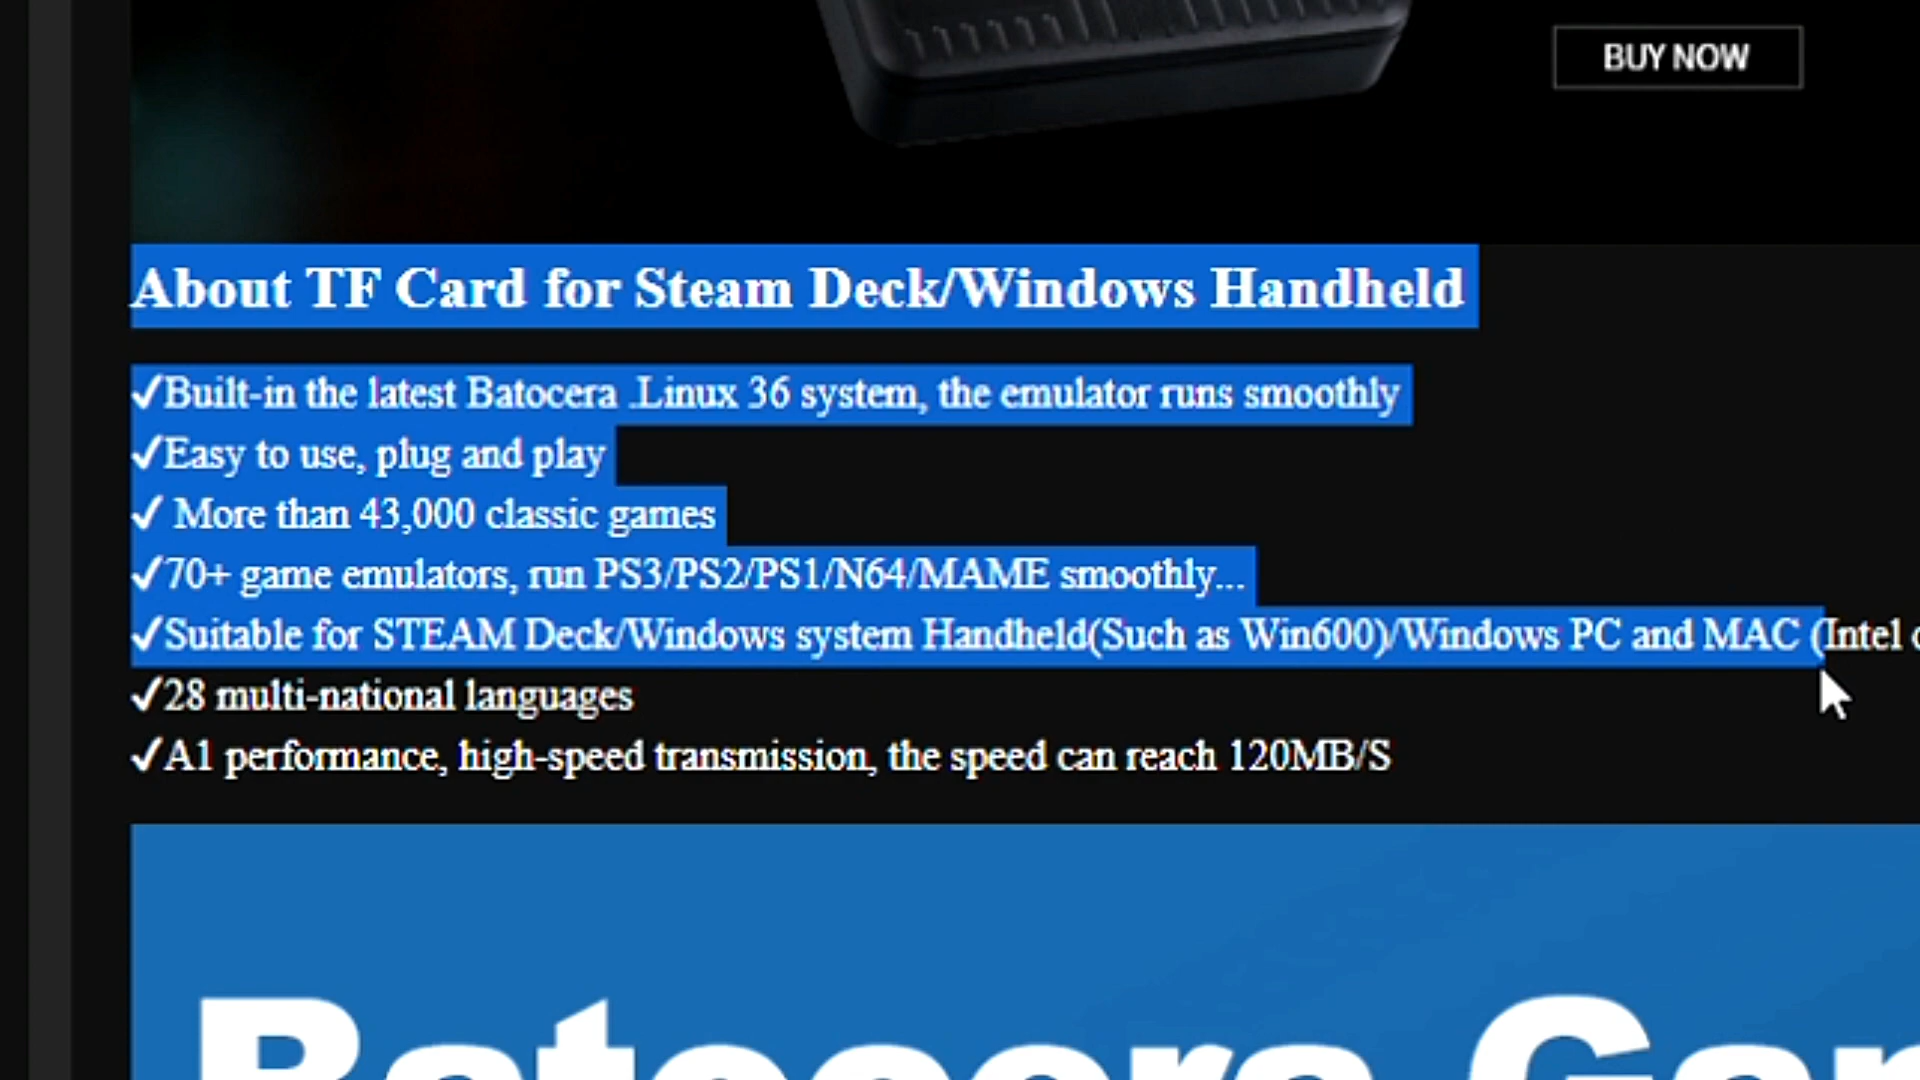 BUY NOW
About TF Card for Steam Deck/Windows Handheld
✓Built-in the latest Batocera .Linux 36 system, the emulator runs smoothly
✓Easy to use, plug and play
✓ More than 43,000 classic games
✓70+ game emulators, run PS3/PS2/PS1/N64/MAME smoothly...
✓Suitable for STEAM Deck/Windows system Handheld(Such as Win600)/Windows PC and MAC (Intel
✓28 multi-national languages
✓A1 performance, high-speed transmission, the speed can reach 120MB/S
Batocera